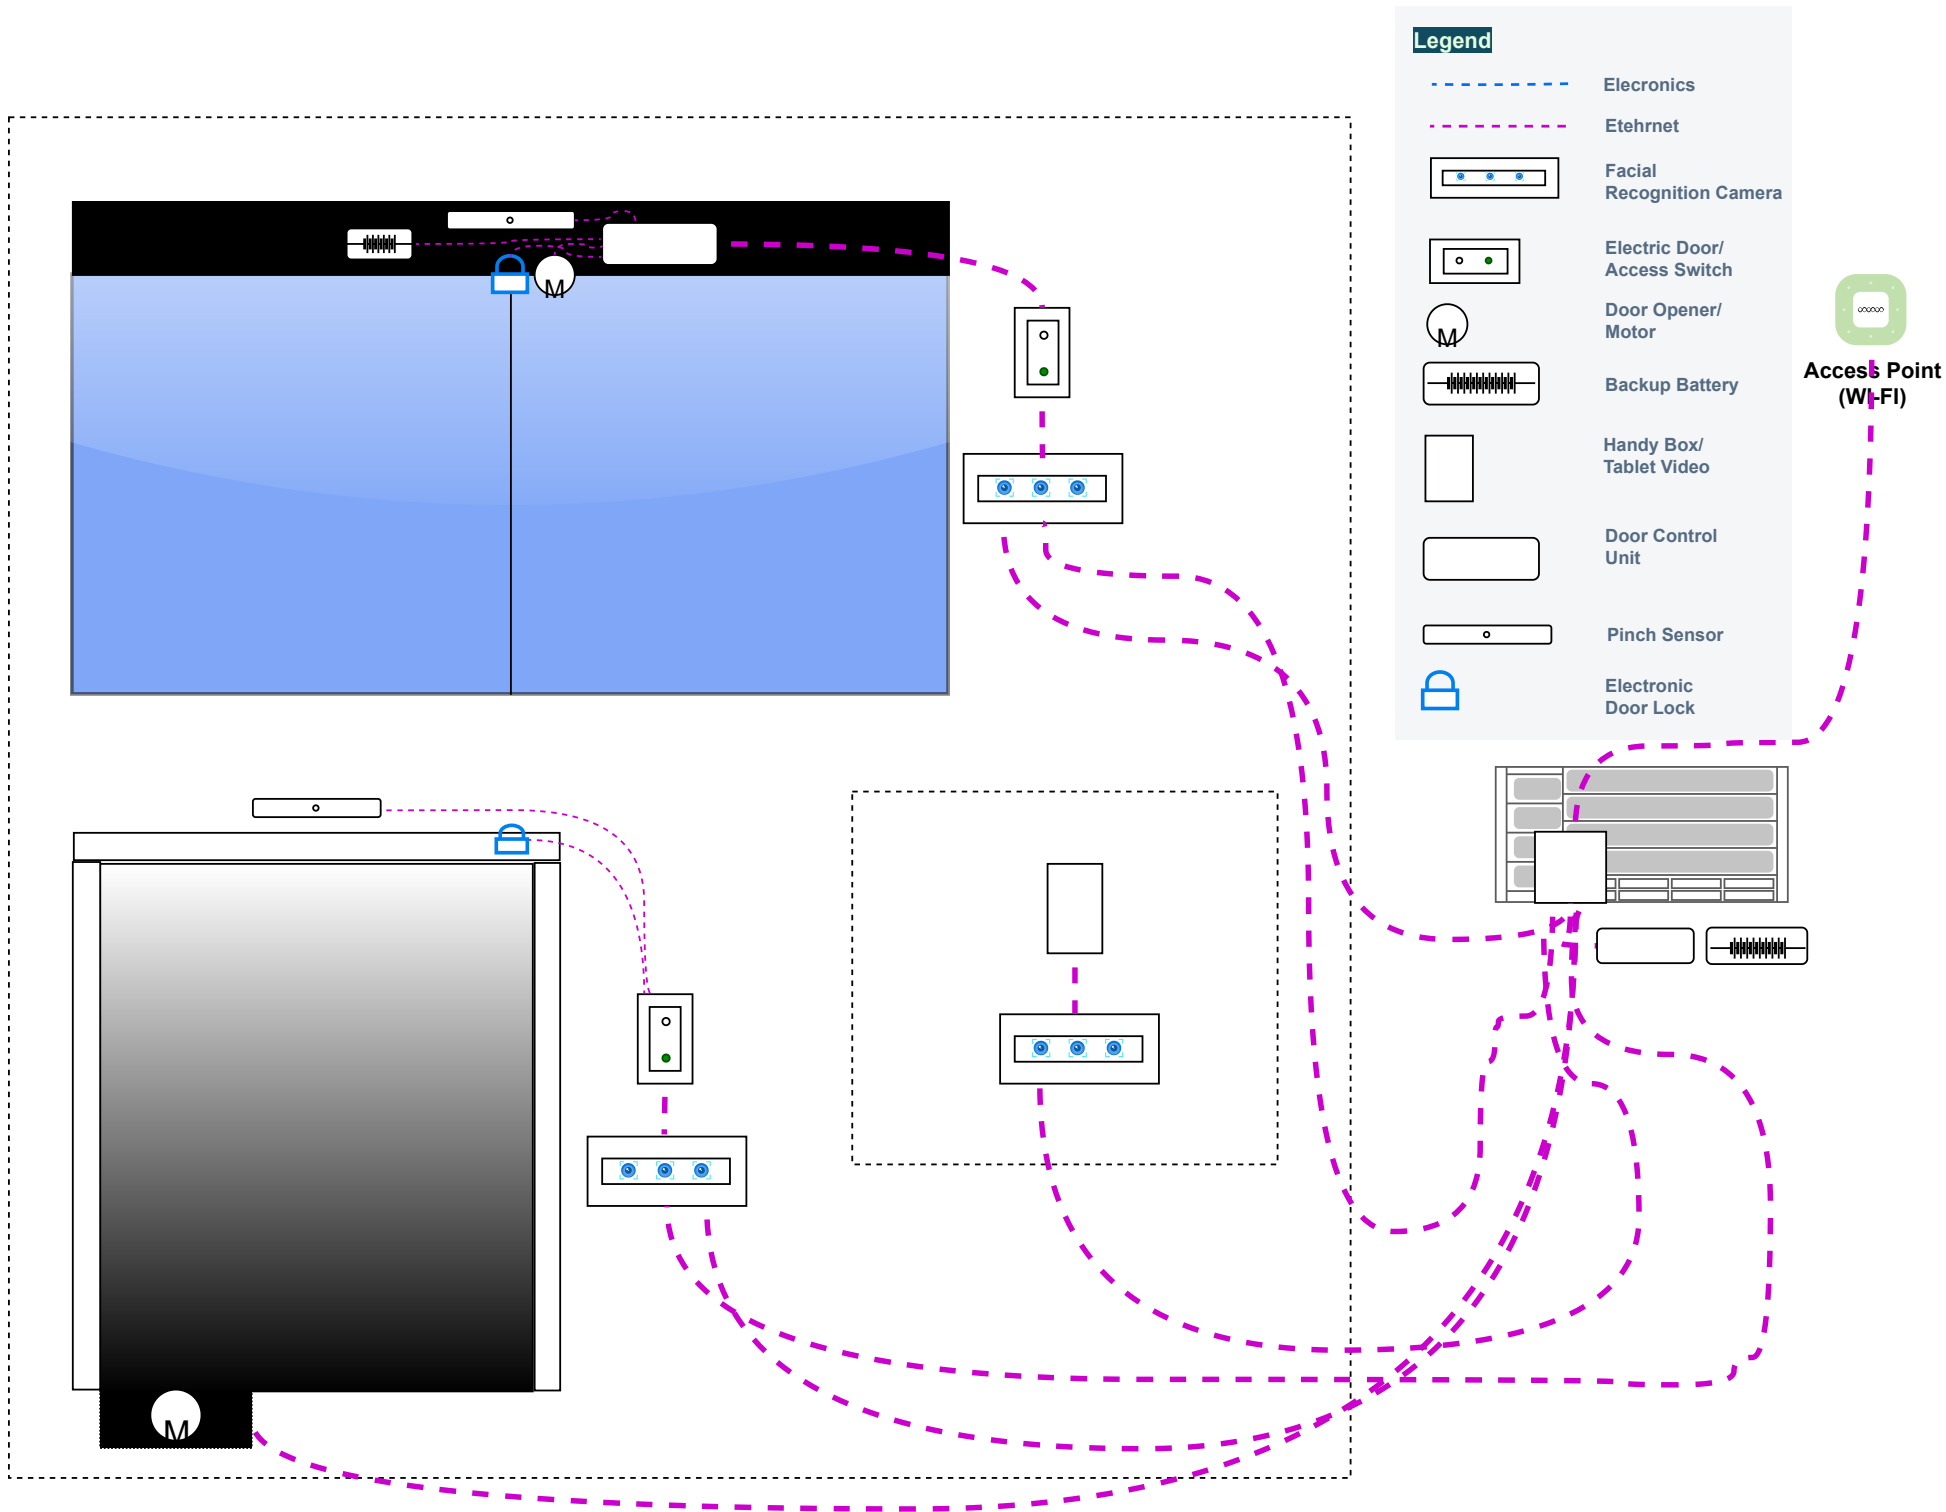 Legend
Elecronics
Etehrnet
Facial
Recognition Camera
Electric Door/
Access Switch
M
Door Opener/
Motor
Backup Battery
Handy Box/
Tablet Video
Door Control
Unit
Pinch Sensor
Electronic
Door Lock
Access Point
(WI-FI)
M
M